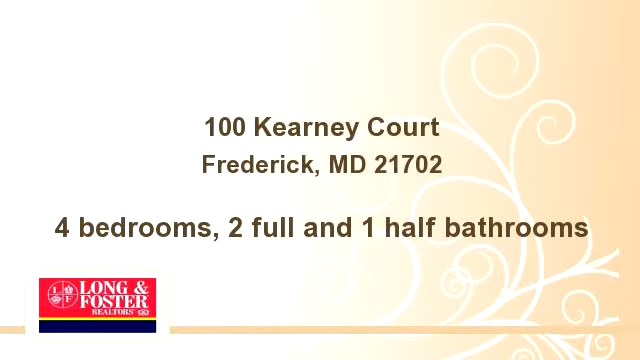 100 Kearney Court
Frederick, MD 21702
4 bedrooms, 2 full and 1 half bathrooms
LONG &
FOSTER
REALTORS